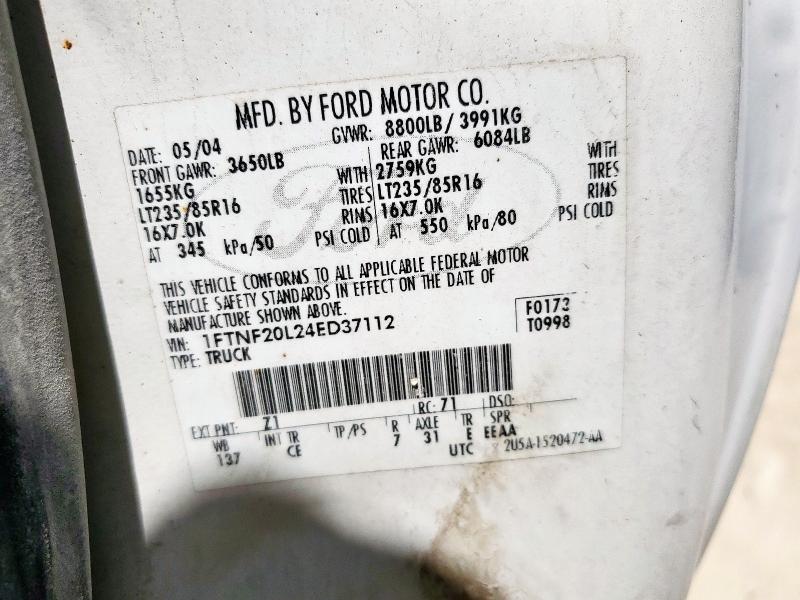 MFD. BY FORD MOTOR CO.
DATE: 05/04 GVWR: 8800LB/ 3991KG
FRONT GAWR: 3650LB REAR GAWR: 6084LB
1655KG WITH 2759KG WITH
LT235/85R16 TIRES LT235/85R16 TIRES
16X7.0K RIMS 16X7.0K RIMS
AT 345 kPa/50 PSI COLD AT 550 kPa/80 PSI COLD
Ford
THIS VEHICLE CONFORMS TO ALL APPLICABLE FEDERAL MOTOR
VEHICLE SAFETY STANDARDS IN EFFECT ON THE DATE OF
MANUFACTURE SHOWN ABOVE.
VIN: 1FTNF20L24ED37112 F0173
TYPE: TRUCK T0998
EXT PNT: Z1 RC: 71 DSO:
WB INT TR TP/PS R AXLE TR SPR
137 CE 7 31 E EEAA
UTC 2U5A-1520472-AA